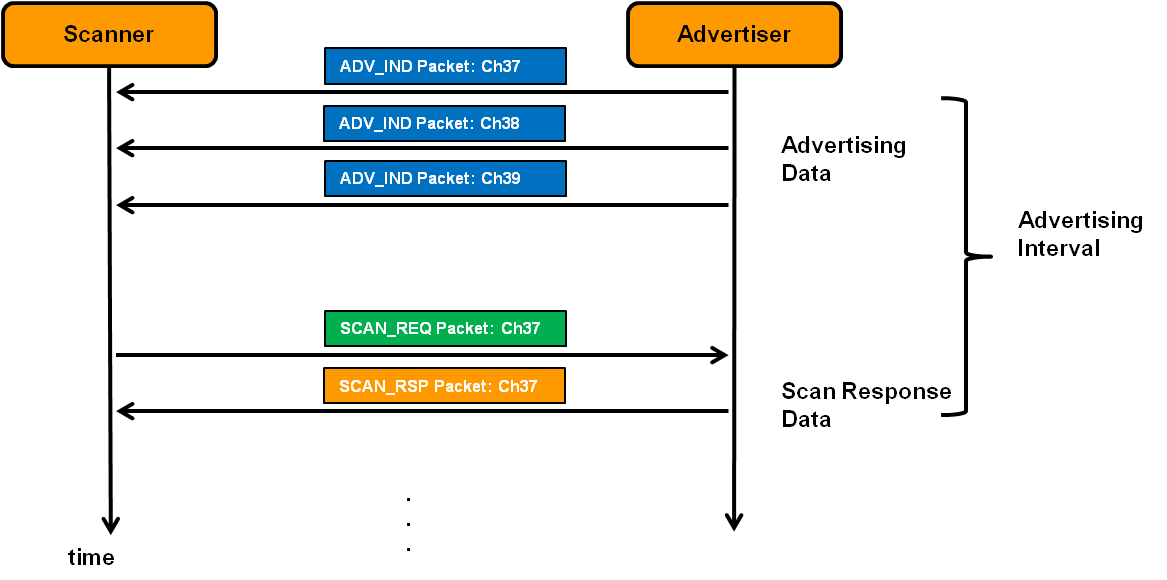 Scanner
Advertiser
ADV_IND Packet: Ch37
ADV_IND Packet: Ch38
Advertising
Data
ADV_IND Packet: Ch39
Advertising
Interval
SCAN_REQ Packet: Ch37
SCAN_RSP Packet: Ch37
Scan Response
Data
.
.
.
time